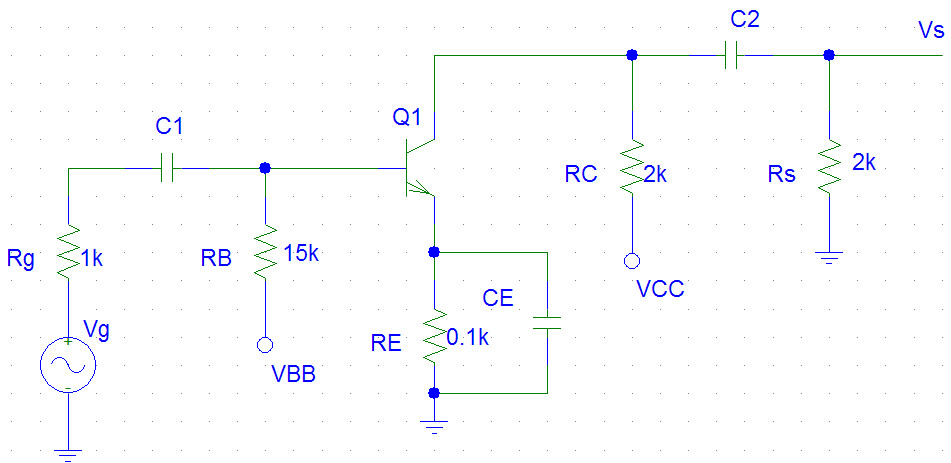 C2
Vs
Q1
C1
RC 2k
Rs 2k
Rg 1k
RB 15k
VCC
CE
Vg
RE 0.1k
VBB